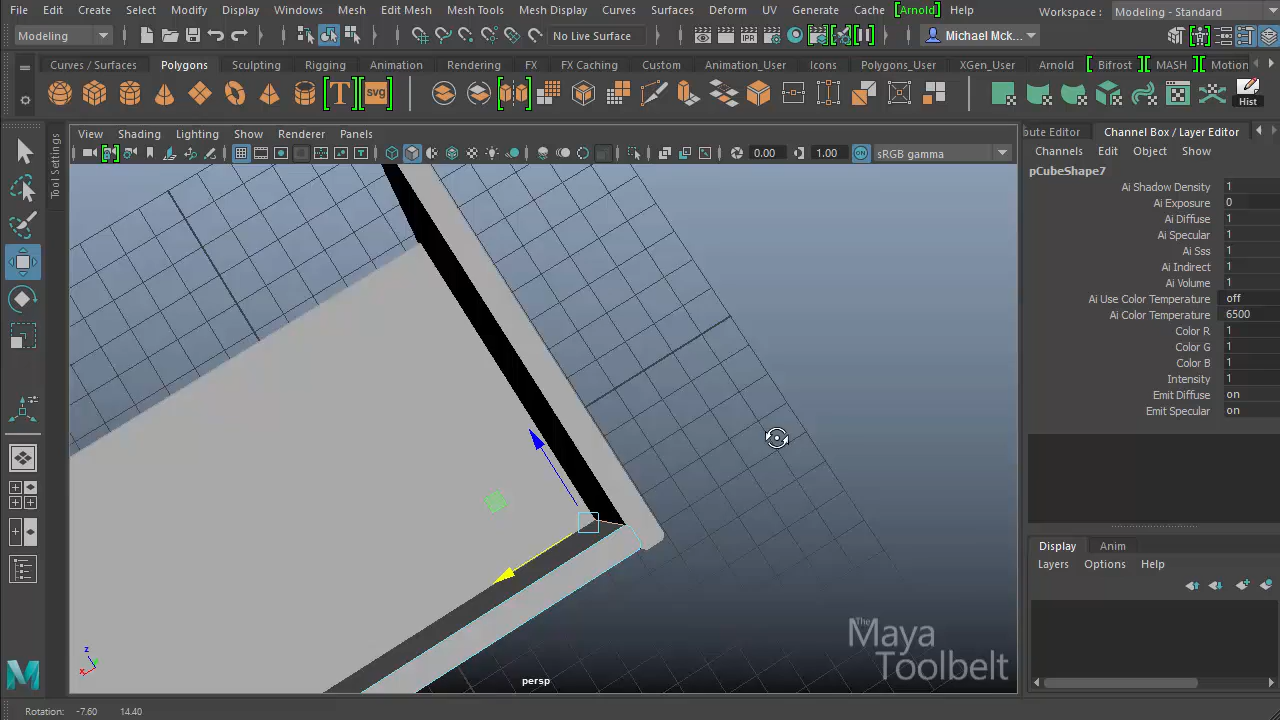 File Edit Create Select Modify Display Windows Mesh Edit Mesh Mesh Tools Mesh Display Curves Surfaces Deform UV Generate Cache [Arnold] Help Workspace : Modeling - Standard
Modeling No Live Surface IPR Michael Mck...
Curves / Surfaces Polygons Sculpting Rigging Animation Rendering FX FX Caching Custom Animation_User Icons Polygons_User XGen_User Arnold Bifrost MASH Motion
T SVG Hist
View Shading Lighting Show Renderer Panels
0.00 1.00 ON sRGB gamma
Tool Settings
bute Editor Channel Box / Layer Editor
Channels Edit Object Show
pCubeShape7
Ai Shadow Density 1
Ai Exposure 0
Ai Diffuse 1
Ai Specular 1
Ai Sss 1
Ai Indirect 1
Ai Volume 1
Ai Use Color Temperature off
Ai Color Temperature 6500
Color R 1
Color G 1
Color B 1
Intensity 1
Emit Diffuse on
Emit Specular on
Display Anim
Layers Options Help
The Maya
Toolbelt
z
x
persp
M
Rotation: -7.60 14.40